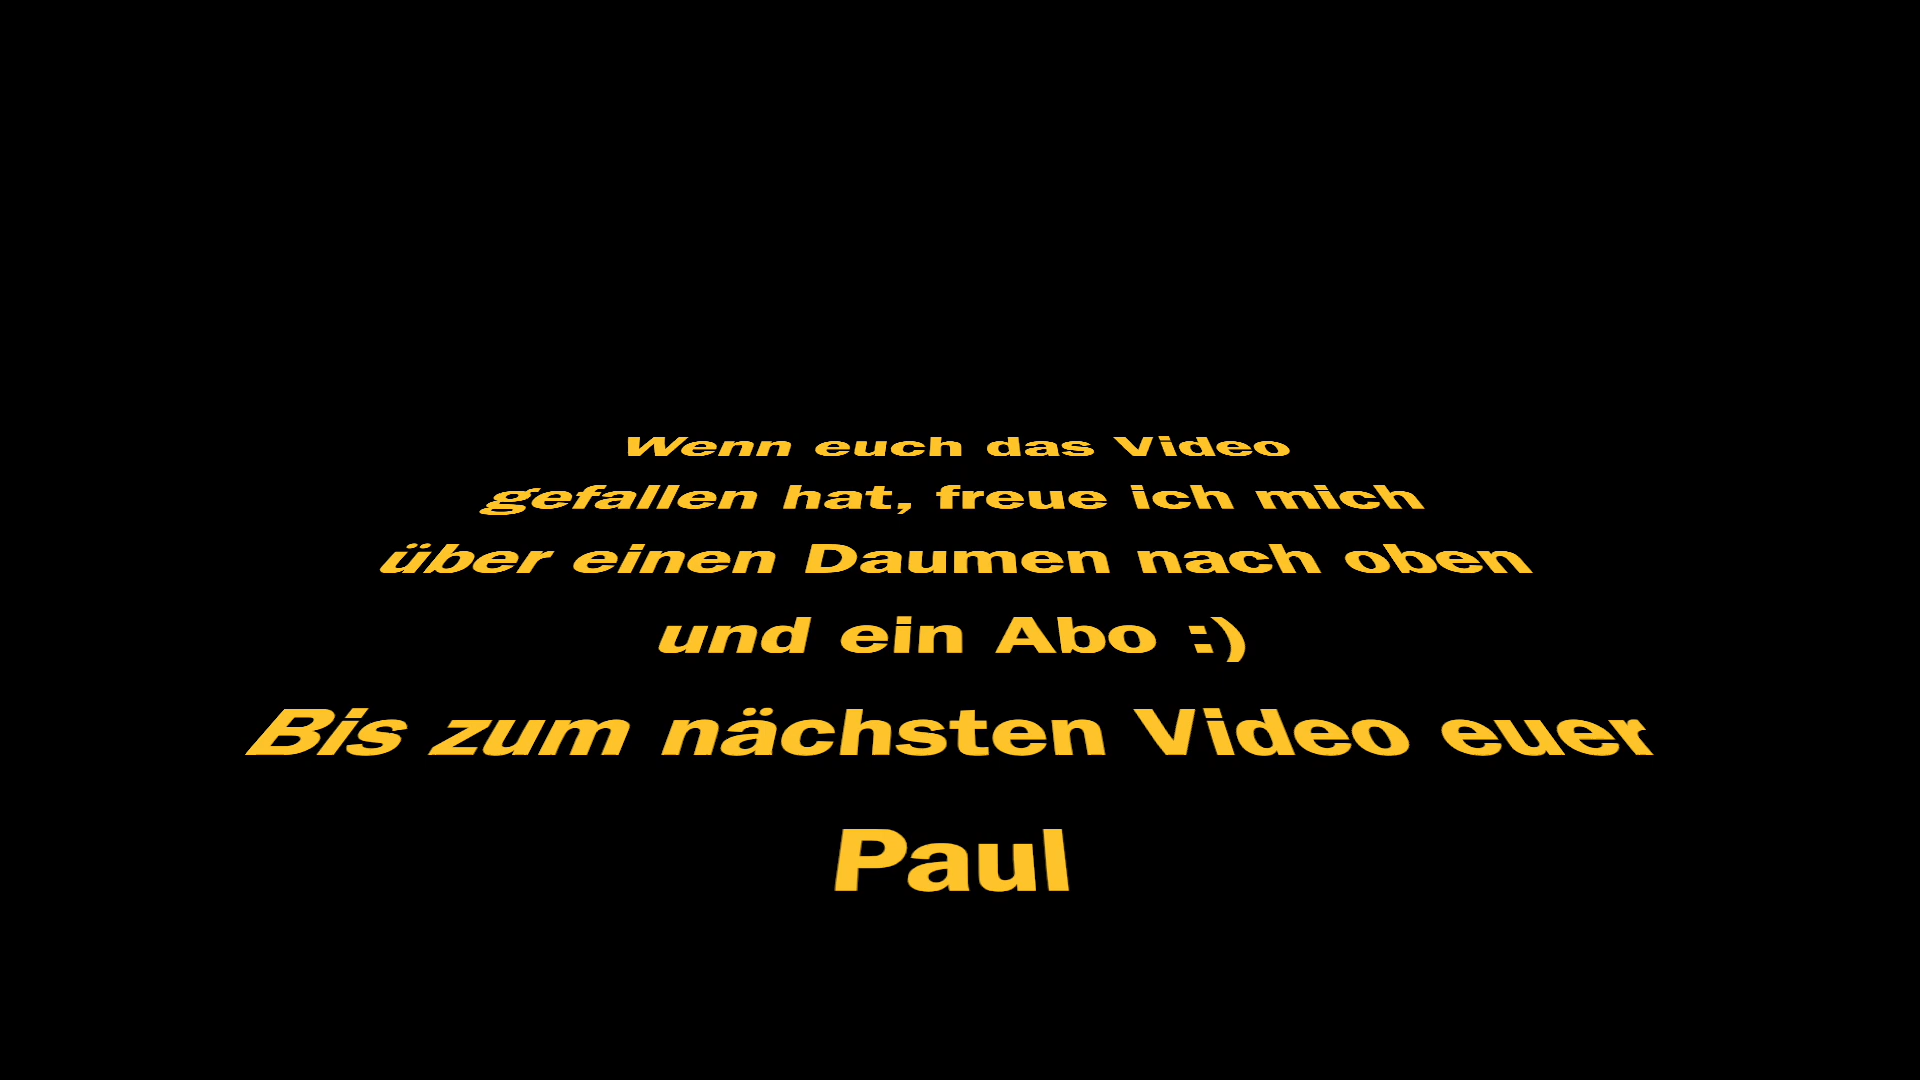 Wenn euch das Video
gefallen hat, freue ich mich
über einen Daumen nach oben
und ein Abo :)
Bis zum nächsten Video euer
Paul